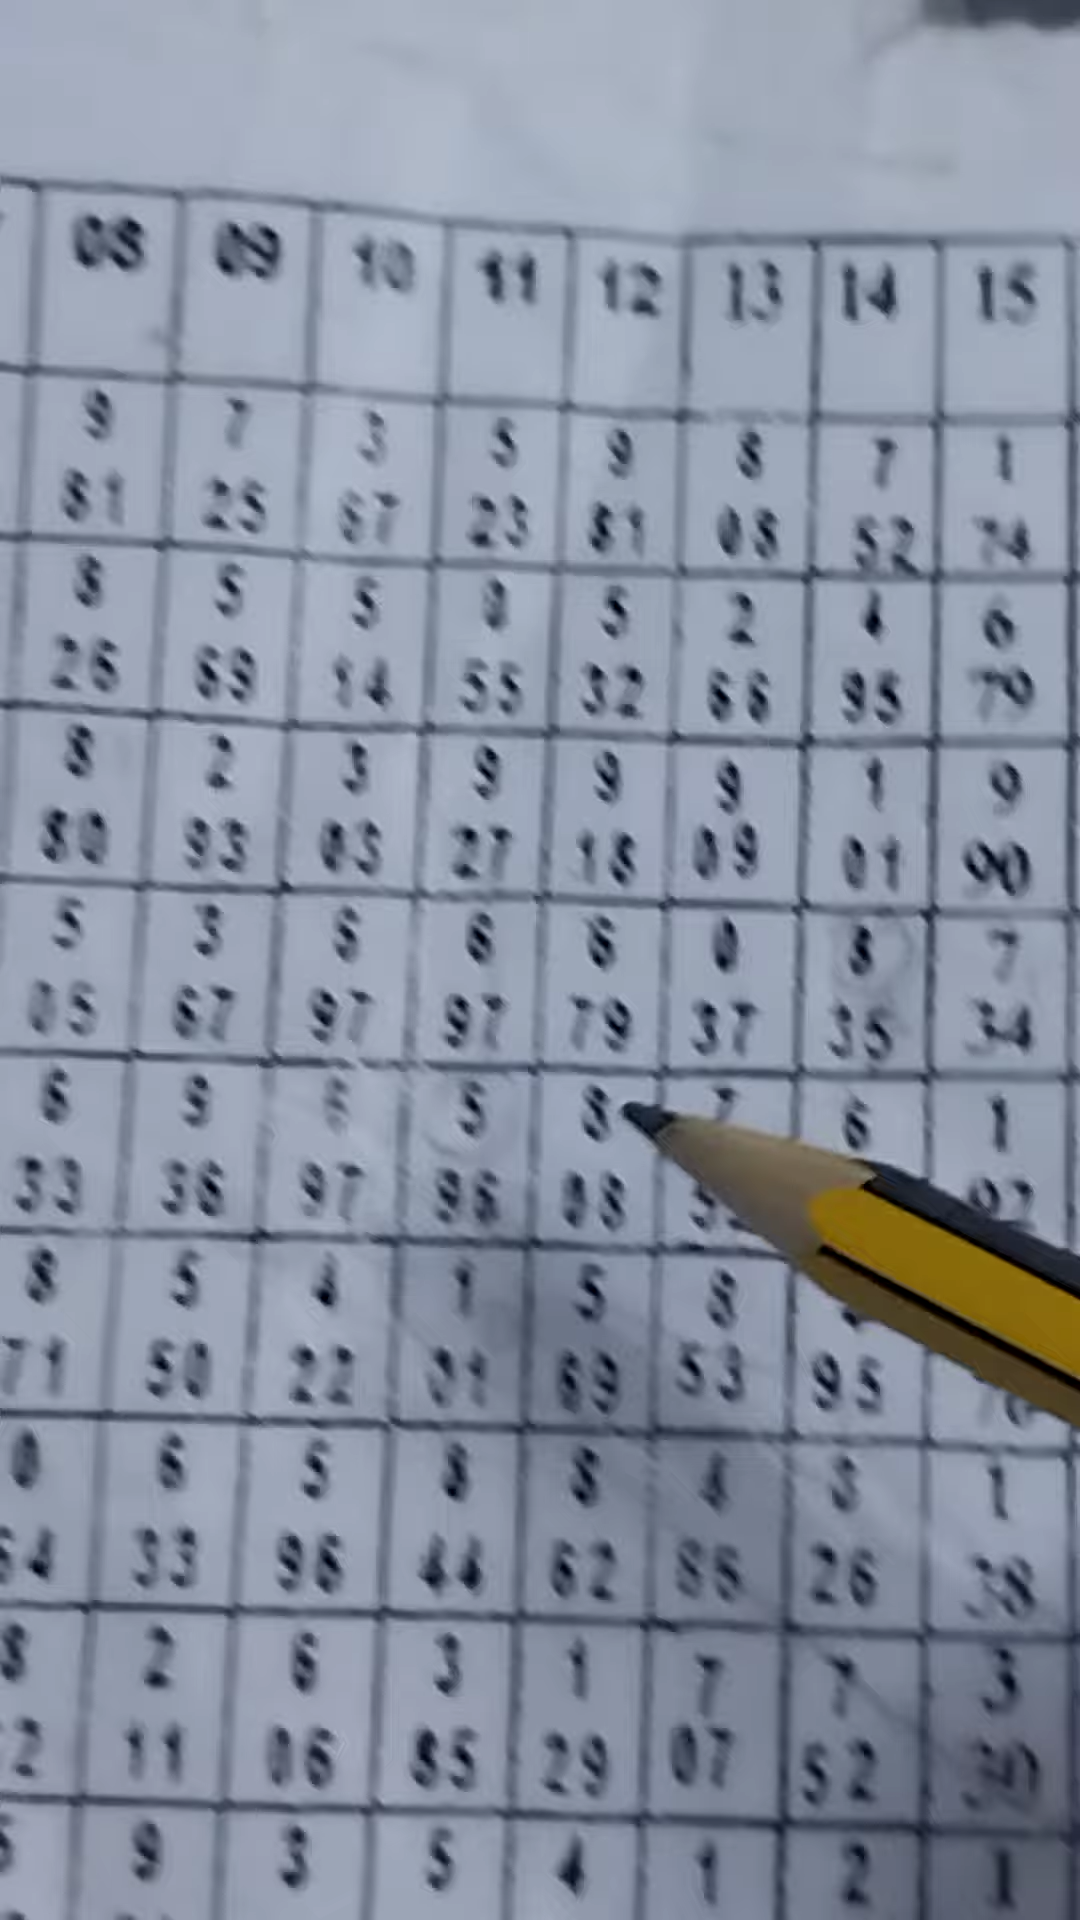 08 09 10 11 12 13 14 15
9 7 3 5 9 8 7 1
81 25 67 23 81 08 52 74
8 5 5 0 5 2 4 6
26 69 14 55 32 66 95 79
8 2 3 9 9 9 1 9
80 93 03 27 18 09 01 90
5 3 6 6 6 0 8 7
05 67 97 97 79 37 35 34
6 9 5 8 6 1
33 36 97 96 88
8 5 4 1 5 8
71 50 22 01 69 53 95
0 6 5 8 8 4 8 1
33 96 44 62 86 26 38
8 2 6 3 1 7 7 3
11 06 85 29 07 52
9 3 5 4 1 2 1